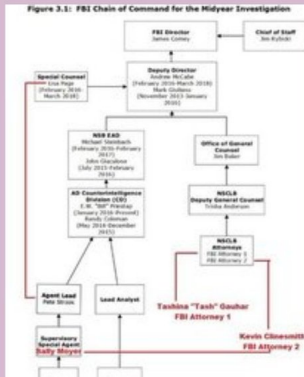 Figure 3.1: FBI Chain of Command for the Midyear Investigation
FBI Director
James Comey
Chief of Staff
Jim Rybicki
Special Counsel
Lisa Page
(February 2016-
March 2018)
Deputy Director
Andrew McCabe
(February 2016-March 2018)
Mark Giuliano
(November 2013-January
2016)
NSB EAD
Michael Steinbach
(February 2016-February
2017)
John Giacalone
(July 2015-February
2016)
Office of General
Counsel
Jim Baker
AD Counterintelligence
Division (CD)
E.W. "Bill" Priestap
(January 2016-Present)
Randy Coleman
2015)
NSCLB
Deputy General Counsel
Trisha Anderson
NSCLB
Attorneys
FBI Attorney 1
FBI Attorney 2
Agent Lead
Pete Strzok
Lead Analyst
Tashina "Tash" Gauhar
FBI Attorney 1
Supervisory
Special Agent
Sally Moyer
Kevin Clinesmith
FBI Attorney 2